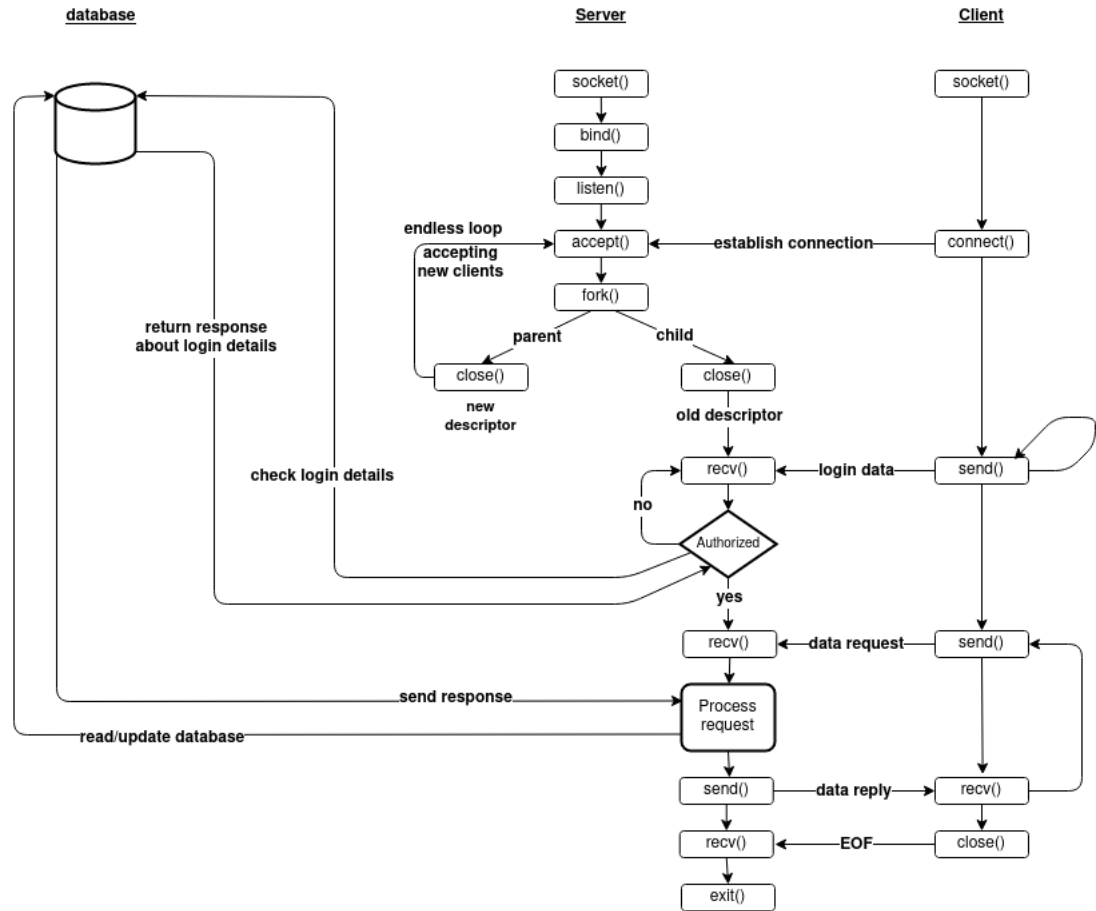 database
Server
Client
socket()
socket()
bind()
listen()
endless loop
accept()
establish connection
connect()
accepting
new clients
fork()
parent
child
return response
about login details
close()
close()
new
descriptor
old descriptor
check login details
recv()
login data
send()
no
Authorized
yes
recv()
data request
send()
send response
Process
request
read/update database
send()
data reply
recv()
recv()
EOF
close()
exit()